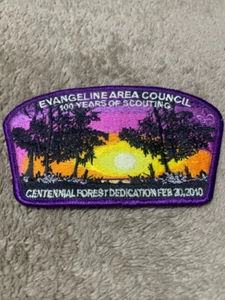 EVANGELINE AREA COUNCIL
100 YEARS OF SCOUTING
CENTENNIAL FOREST DEDICATION FEB 20, 2010